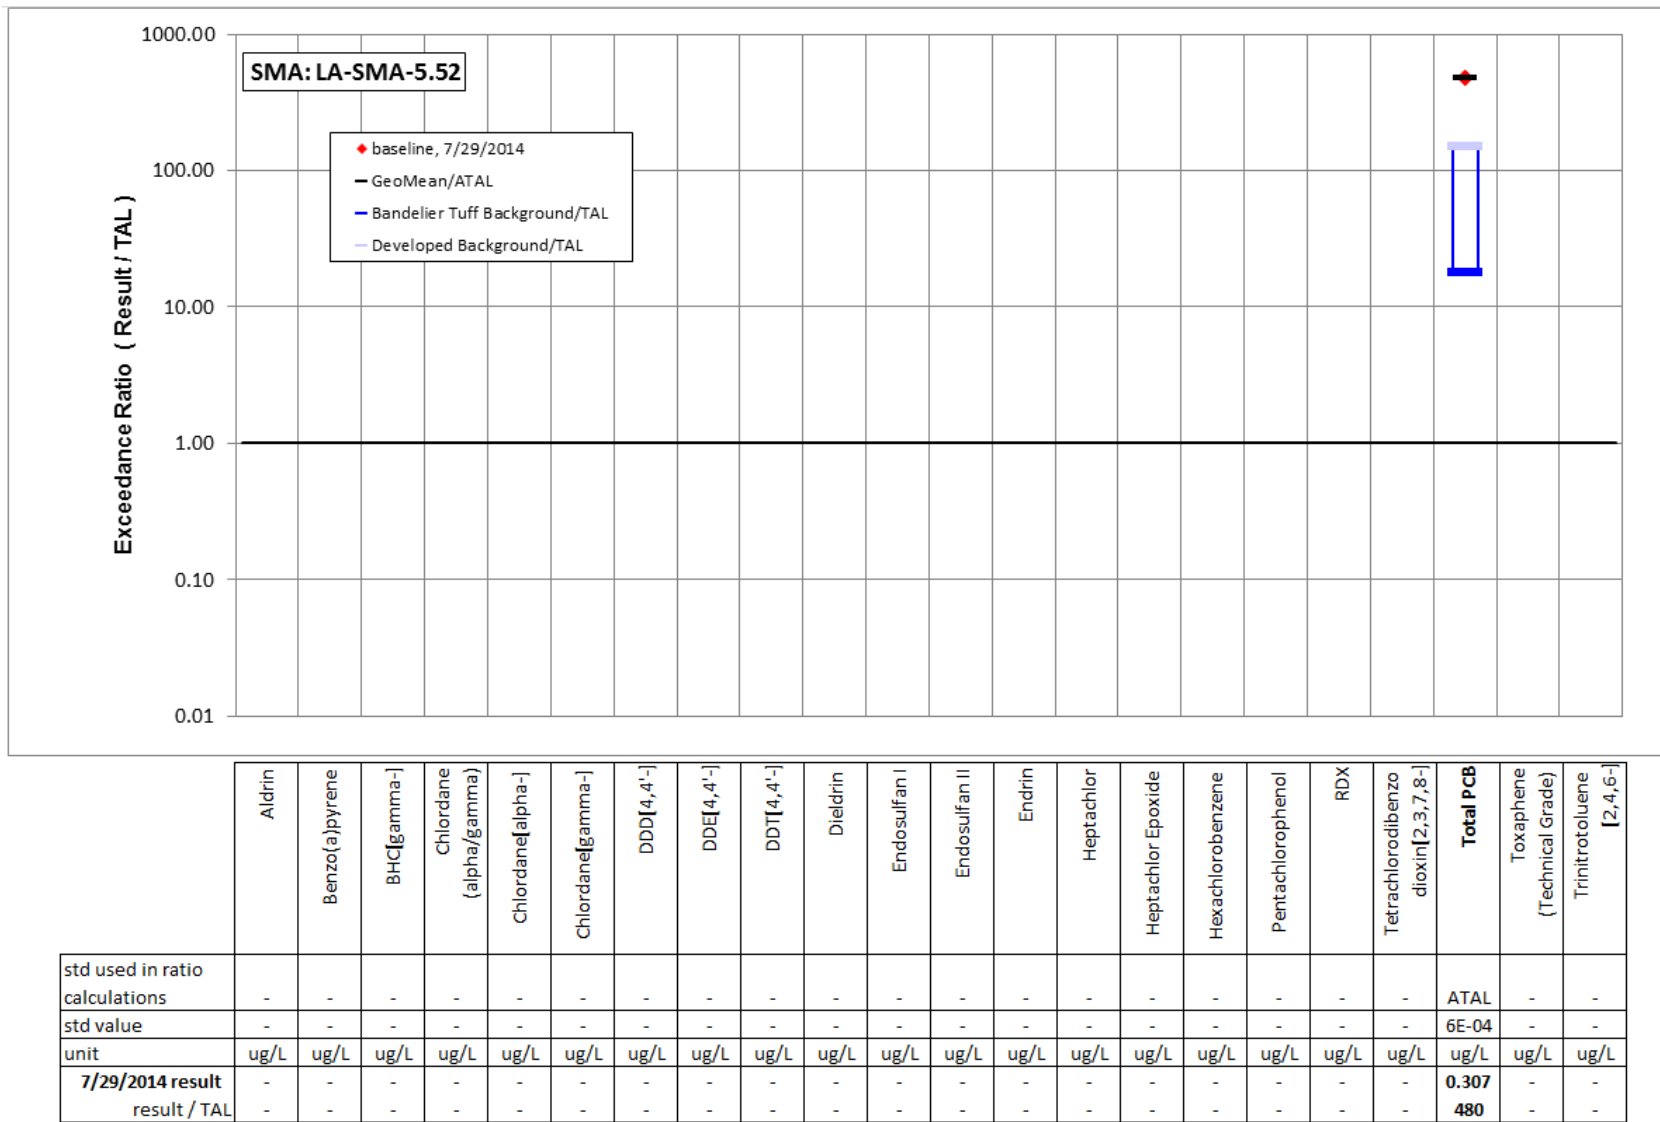 1000.00
SMA: LA-SMA-5.52
baseline, 7/29/2014
GeoMean/ATAL
Bandelier Tuff Background/TAL
Developed Background/TAL
100.00
10.00
1.00
0.10
0.01
Exceedance Ratio ( Result / TAL )
Aldrin
Benzo(a)pyrene
BHC[gamma-]
Chlordane
(alpha/gamma)
Chlordane[alpha-]
Chlordane[gamma-]
DDD[4,4'-]
DDE[4,4'-]
DDT[4,4'-]
Dieldrin
Endosulfan I
Endosulfan II
Endrin
Heptachlor
Heptachlor Epoxide
Hexachlorobenzene
Pentachlorophenol
RDX
Tetrachlorodibenzo
dioxin[2,3,7,8-]
Total PCB
Toxaphene
(Technical Grade)
Trinitrotoluene
[2,4,6-]
std used in ratio
calculations - - - - - - - - - - - - - - - - - - - ATAL - -
std value - - - - - - - - - - - - - - - - - - - 6E-04 - -
unit ug/L ug/L ug/L ug/L ug/L ug/L ug/L ug/L ug/L ug/L ug/L ug/L ug/L ug/L ug/L ug/L ug/L ug/L ug/L ug/L ug/L ug/L
7/29/2014 result - - - - - - - - - - - - - - - - - - - 0.307 - -
result / TAL - - - - - - - - - - - - - - - - - - - 480 - -